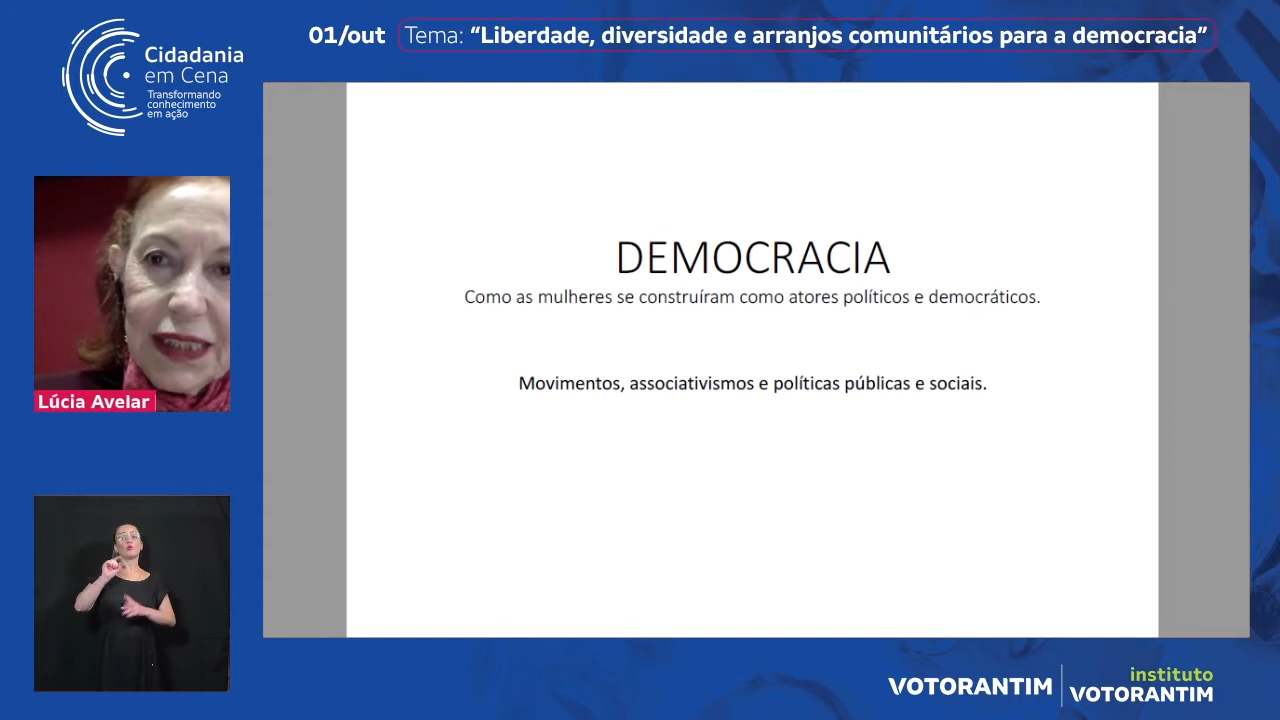 Cidadania
em Cena
Transformando
conhecimento
em ação
01/out
Tema: “Liberdade, diversidade e arranjos comunitários para a democracia”
DEMOCRACIA
Como as mulheres se construíram como atores políticos e democráticos.
Movimentos, associativismos e políticas públicas e sociais.
Lúcia Avelar
VOTORANTIM
instituto
VOTORANTIM